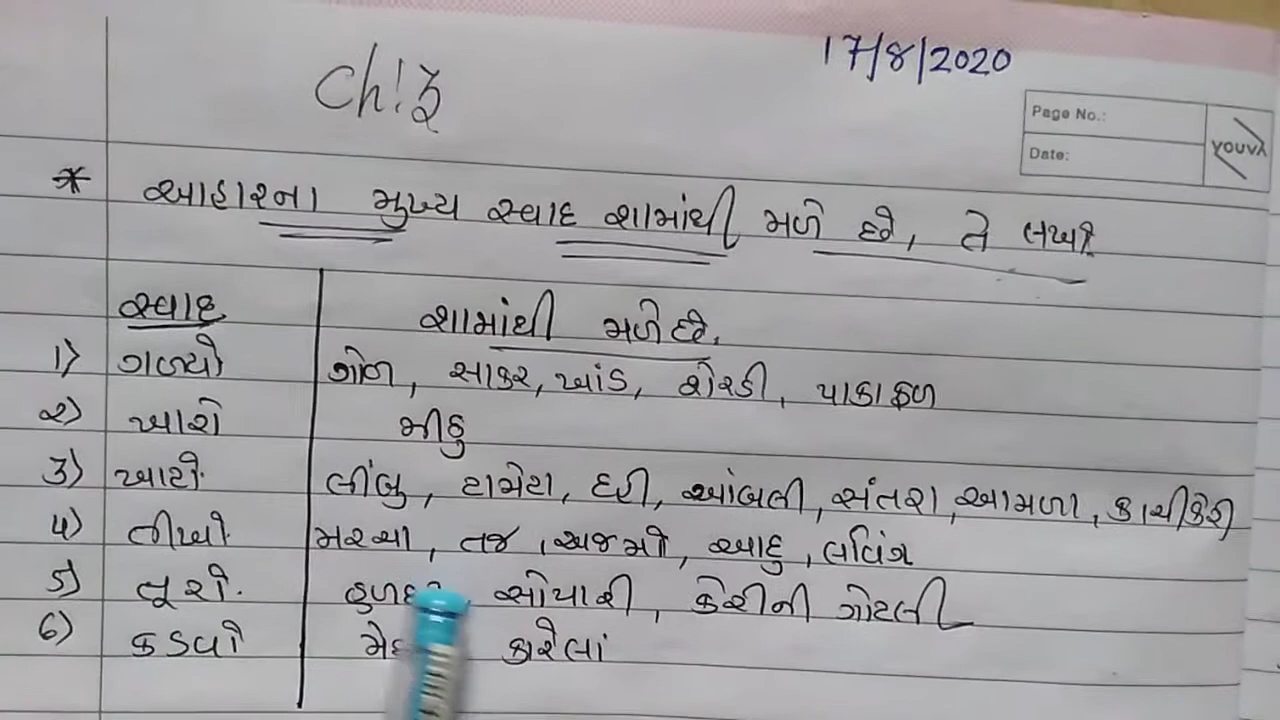 17/8/2020
Ch:3
Page No.:
Date:
YOUVA
* આહારના મુખ્ય સ્વાદ શામાંથી મળે છે, તે લખો
સ્વાદ શામાંથી મળે છે.
1) ગળ્યો ગોળ, સાકર, ખાંડ, શેરડી, પાકાફળ
૨) ખારો મીઠુ
3) ખાટો લીંબુ, ટામેટા, દહી, આંબલી, સંતરા, આમળા, કાચીકેરી
4) તીખો મરચા, તજ, અજમો, આદુ, લવિંગ
5) તૂરો સોપારી, કેરીની ગોટલી
6) કડવો કારેલાં